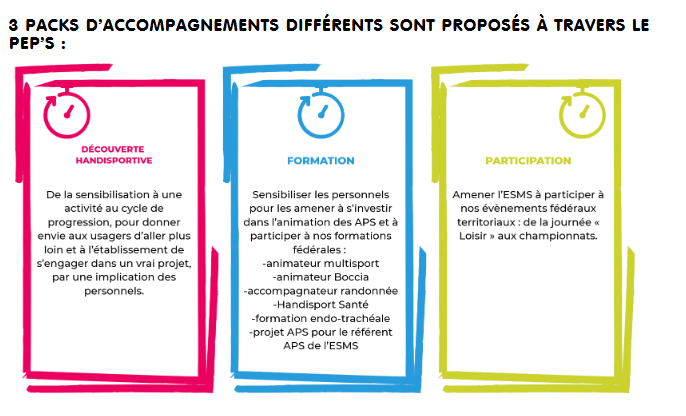 3 PACKS D'ACCOMPAGNEMENTS DIFFÉRENTS SONT PROPOSÉS À TRAVERS LE
PEP'S :
DÉCOUVERTE
HANDISPORTIVE
De la sensibilisation à une
activité au cycle de
progression, pour donner
envie aux usagers d'aller plus
loin et à l'établissement de
s'engager dans un vrai projet,
par une implication des
personnels.
FORMATION
Sensibiliser les personnels
pour les amener à s'investir
dans l'animation des APS et à
participer à nos formations
fédérales :
-animateur multisport
-animateur Boccia
-accompagnateur randonnée
-Handisport Santé
-formation endo-trachéale
-projet APS pour le référent
APS de l'ESMS
PARTICIPATION
Amener l'ESMS à participer à
nos évènements fédéraux
territoriaux : de la journée «
Loisir » aux championnats.